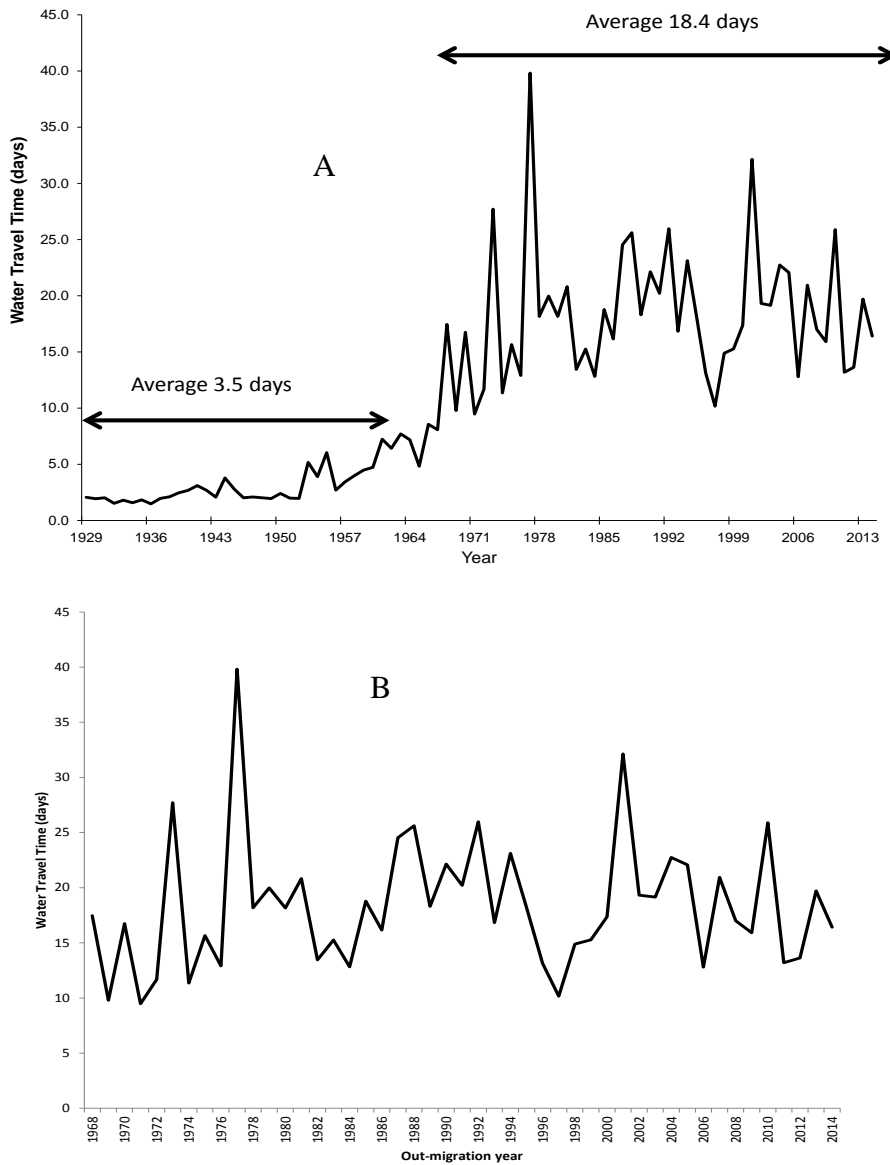 45.0
40.0
35.0
30.0
25.0
20.0
15.0
10.0
5.0
0.0
Water Travel Time (days)
Average 18.4 days
A
Average 3.5 days
1929 1936 1943 1950 1957 1964 1971 1978 1985 1992 1999 2006 2013
Year
45
40
35
30
25
20
15
10
5
0
Water Travel Time (days)
B
1968 1970 1972 1974 1976 1978 1980 1982 1984 1986 1988 1990 1992 1994 1996 1998 2000 2002 2004 2006 2008 2010 2012 2014
Out-migration year